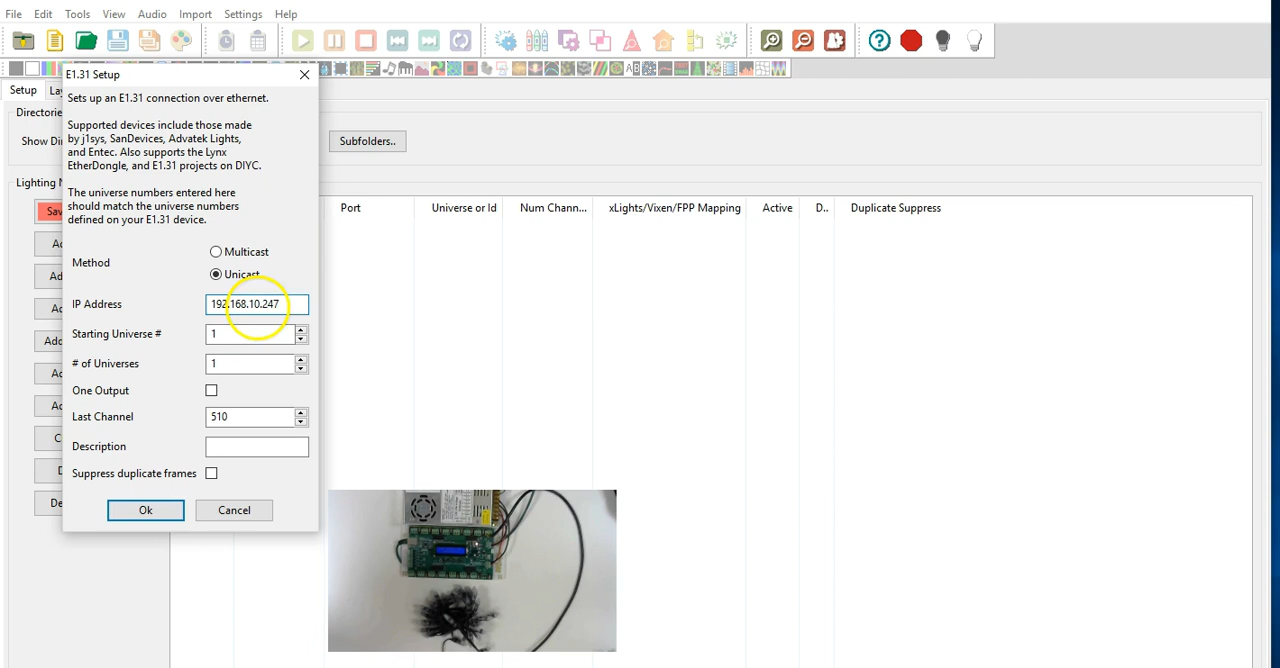 File Edit Tools View Audio Import Settings Help
E1.31 Setup
Setup
Sets up an E1.31 connection over ethernet.
Supported devices include those made
by j1sys, SanDevices, Advatek Lights,
and Entec. Also supports the Lynx
EtherDongle, and E1.31 projects on DIYC.
The universe numbers entered here
should match the universe numbers
defined on your E1.31 device.
Method
Multicast
Unicast
IP Address 192.168.10.247
Starting Universe # 1
# of Universes 1
One Output
Last Channel 510
Description
Suppress duplicate frames
Ok Cancel
Subfolders..
Port Universe or Id Num Chann... xLights/Vixen/FPP Mapping Active D.. Duplicate Suppress